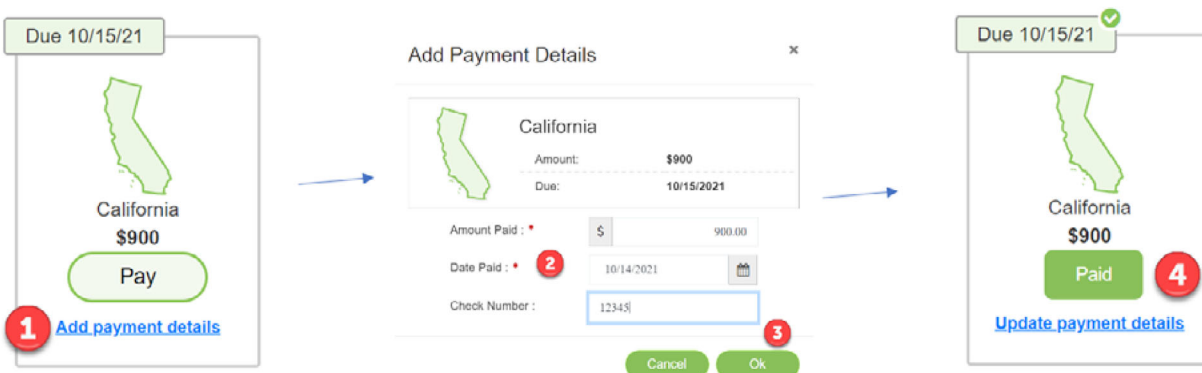 Due 10/15/21
California
$900
Pay
1 Add payment details
Add Payment Details ×
California
Amount: $900
Due: 10/15/2021
Amount Paid : * $ 900.00
Date Paid : * 2 10/14/2021
Check Number : 12345
3
Cancel Ok
Due 10/15/21
California
$900
Paid 4
Update payment details